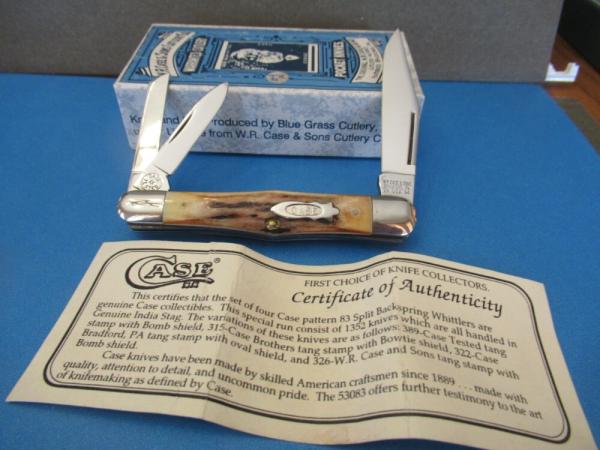 POCKET KNIVES
Produced by Blue Grass Cutlery,
from W.R. Case & Sons Cutlery C
CASE
CASE
FIRST CHOICE OF KNIFE COLLECTORS.
Certificate of Authenticity
This certifies that the set of four Case pattern 83 Split Backspring Whittlers are
genuine Case collectibles. This special run consist of 1352 knives which are all handled in
Genuine India Stag. The variations of these knives are as follows: 389-Case Tested tang
stamp with Bomb shield, 315-Case Brothers tang stamp with Bowtie shield, 322-Case
Bradford, PA tang stamp with oval shield, and 326-W.R. Case and Sons tang stamp with
Bomb shield.
Case knives have been made by skilled American craftsmen since 1889 . . . made with
quality, attention to detail, and uncommon pride. The 53083 offers further testimony to the art
of knifemaking as defined by Case.